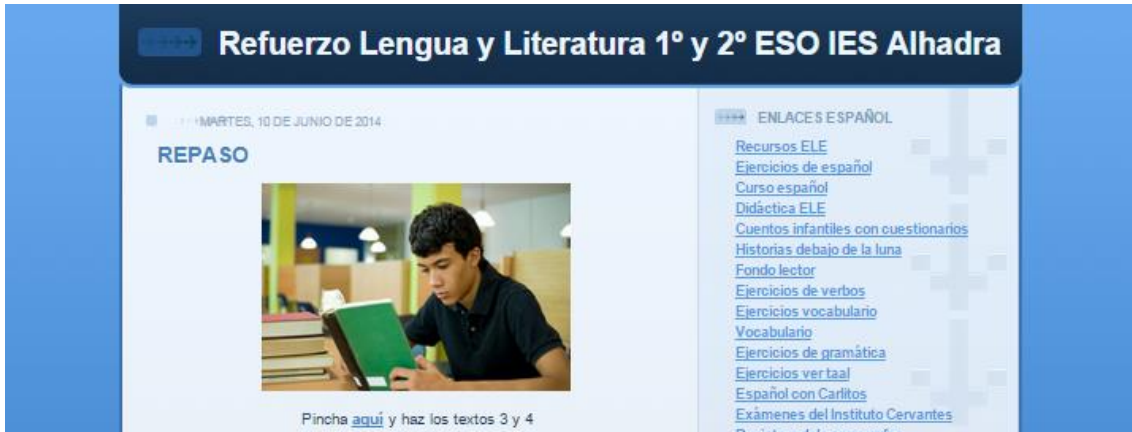 Refuerzo Lengua y Literatura 1º y 2º ESO IES Alhadra
MARTES, 10 DE JUNIO DE 2014
REPASO
Pincha aquí y haz los textos 3 y 4
ENLACES ESPAÑOL
Recursos ELE
Ejercicios de español
Curso español
Didáctica ELE
Cuentos infantiles con cuestionarios
Historias debajo de la luna
Fondo lector
Ejercicios de verbos
Ejercicios vocabulario
Vocabulario
Ejercicios de gramática
Ejercicios ver taal
Español con Carlitos
Exámenes del Instituto Cervantes